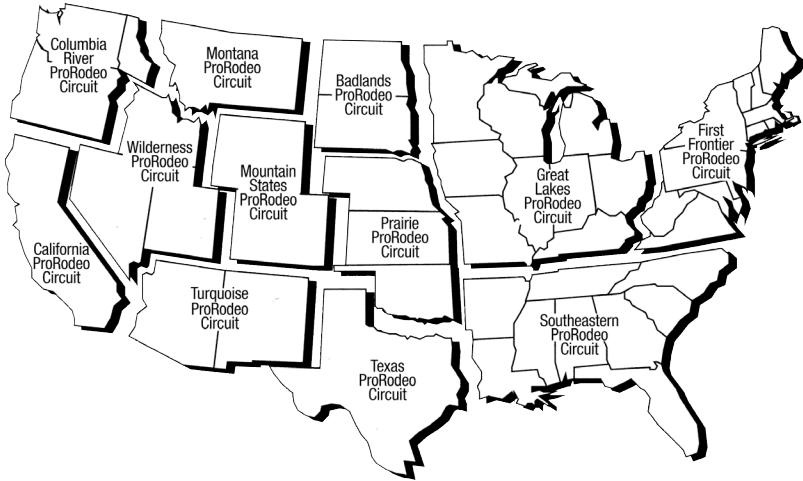 Columbia
River
ProRodeo
Circuit
Montana
ProRodeo
Circuit
Badlands
ProRodeo
Circuit
Wilderness
ProRodeo
Circuit
Mountain
States
ProRodeo
Circuit
Great
Lakes
ProRodeo
Circuit
First
Frontier
ProRodeo
Circuit
California
ProRodeo
Circuit
Prairie
ProRodeo
Circuit
Turquoise
ProRodeo
Circuit
Texas
ProRodeo
Circuit
Southeastern
ProRodeo
Circuit